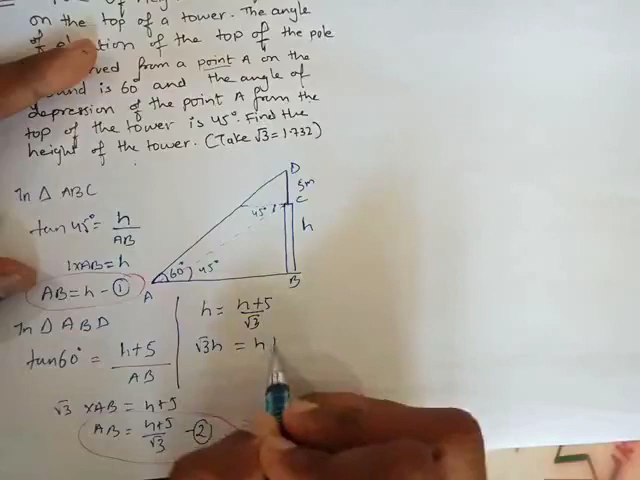 of
on the top of a tower. The angle
of the top of the pole
from a point A on the
is 60° and the angle of
depression of the point A from the
top of the tower is 45°. Find the
height of the tower. (Take √3 = 1.732)
In Δ ABC
tan 45° = h/AB
1×AB = h
AB = h – ①
In Δ ABD
tan 60° = h+5/AB
√3 × AB = h+5
AB = h+5/√3 – ②
D
5m
C
45°
h
60°
45°
A
B
h = h+5/√3
√3h = h